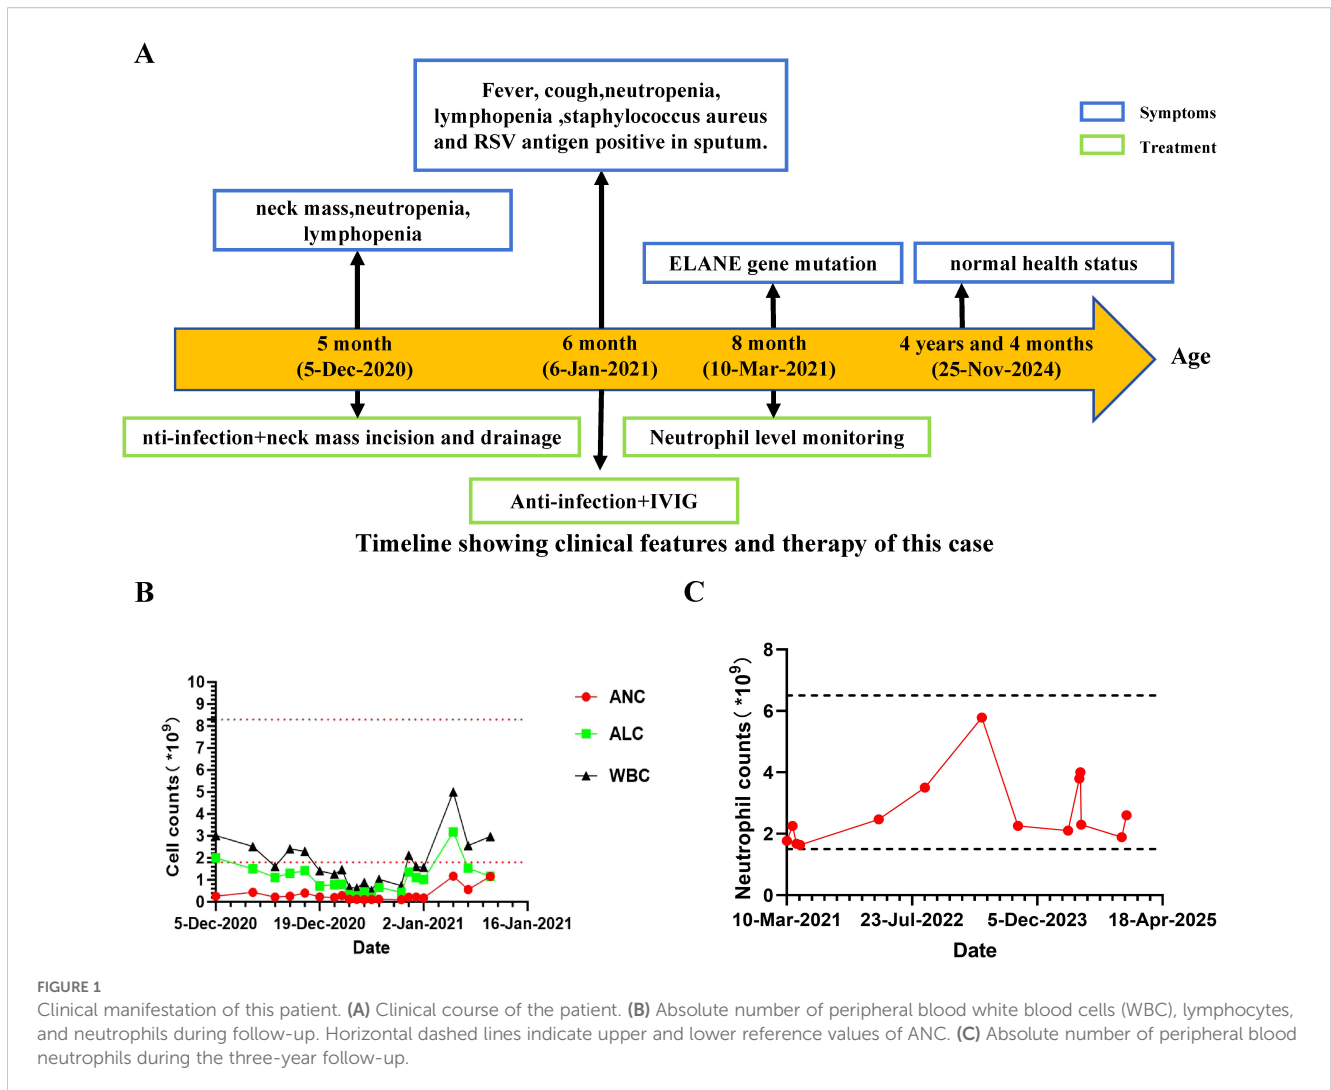 A
Fever, cough,neutropenia,
lymphopenia ,staphylococcus aureus
and RSV antigen positive in sputum.
Symptoms
Treatment
neck mass,neutropenia,
lymphopenia
ELANE gene mutation
normal health status
5 month
(5-Dec-2020)
6 month
(6-Jan-2021)
8 month
(10-Mar-2021)
4 years and 4 months
(25-Nov-2024)
Age
nti-infection+neck mass incision and drainage
Neutrophil level monitoring
Anti-infection+IVIG
Timeline showing clinical features and therapy of this case
B
Cell counts ( *10⁹)
10
9
8
7
6
5
4
3
2
1
0
5-Dec-2020
19-Dec-2020
2-Jan-2021
16-Jan-2021
Date
ANC
ALC
WBC
C
Neutrophil counts ( *10⁹)
8
6
4
2
0
10-Mar-2021
23-Jul-2022
5-Dec-2023
18-Apr-2025
Date
FIGURE 1
Clinical manifestation of this patient. (A) Clinical course of the patient. (B) Absolute number of peripheral blood white blood cells (WBC), lymphocytes,
and neutrophils during follow-up. Horizontal dashed lines indicate upper and lower reference values of ANC. (C) Absolute number of peripheral blood
neutrophils during the three-year follow-up.